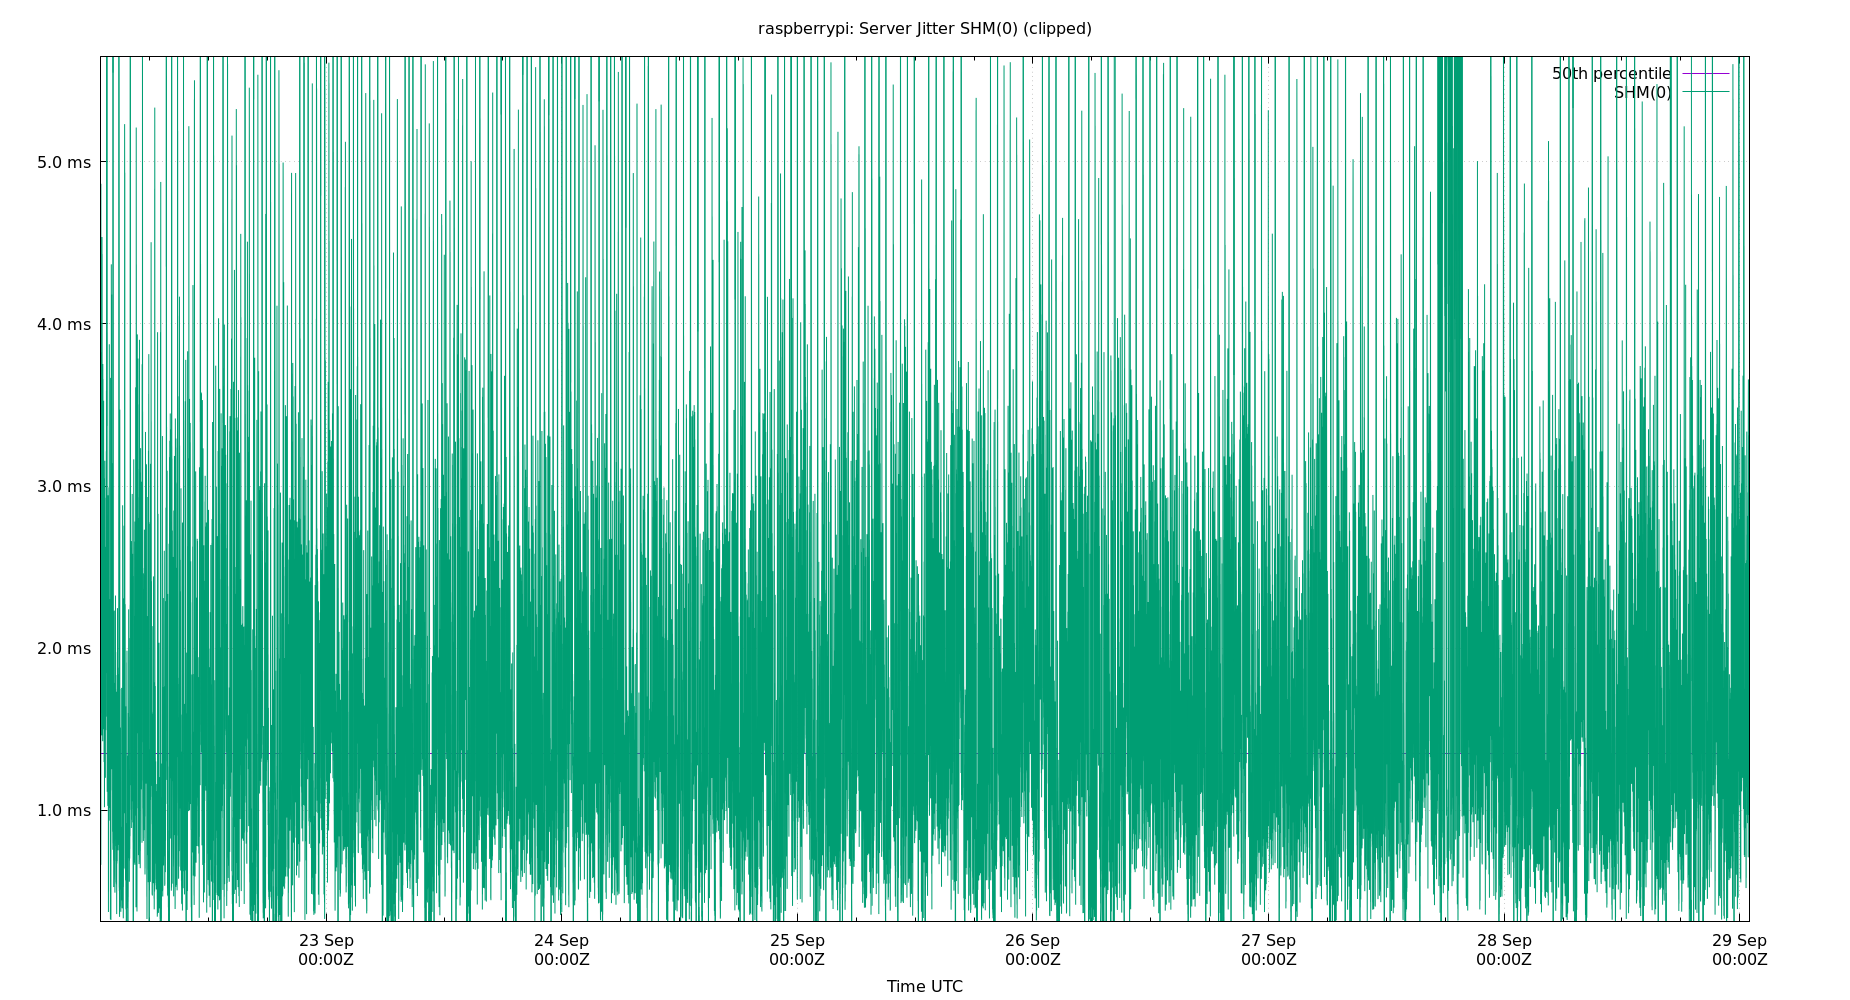 raspberrypi: Server Jitter SHM(0) (clipped)
50th percentile
SHM(0)
5.0 ms
4.0 ms
3.0 ms
2.0 ms
1.0 ms
23 Sep
00:00Z
24 Sep
00:00Z
25 Sep
00:00Z
26 Sep
00:00Z
27 Sep
00:00Z
28 Sep
00:00Z
29 Sep
00:00Z
Time UTC